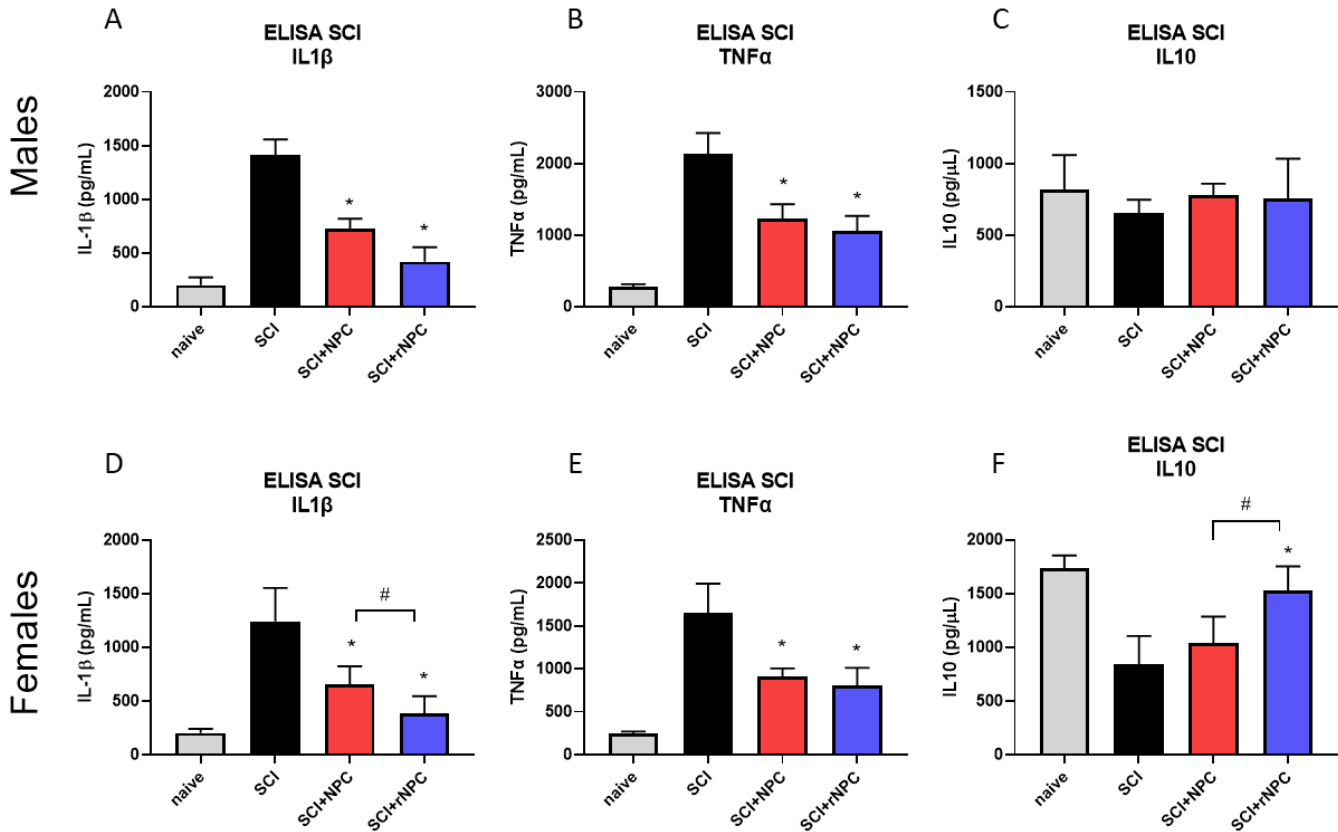 Males
A
ELISA SCI
IL1β
IL-1β (pg/mL)
2000
1500
1000
500
0
*
*
naive
SCI
SCI+NPC
SCI+rNPC
B
ELISA SCI
TNFα
TNFα (pg/mL)
3000
2000
1000
0
*
*
naive
SCI
SCI+NPC
SCI+rNPC
C
ELISA SCI
IL10
IL10 (pg/μL)
1500
1000
500
0
naive
SCI
SCI+NPC
SCI+rNPC
Females
D
ELISA SCI
IL1β
IL-1β (pg/mL)
2000
1500
1000
500
0
#
*
*
naive
SCI
SCI+NPC
SCI+rNPC
E
ELISA SCI
TNFα
TNFα (pg/mL)
2500
2000
1500
1000
500
0
*
*
naive
SCI
SCI+NPC
SCI+rNPC
F
ELISA SCI
IL10
IL10 (pg/μL)
2000
1500
1000
500
0
#
*
naive
SCI
SCI+NPC
SCI+rNPC